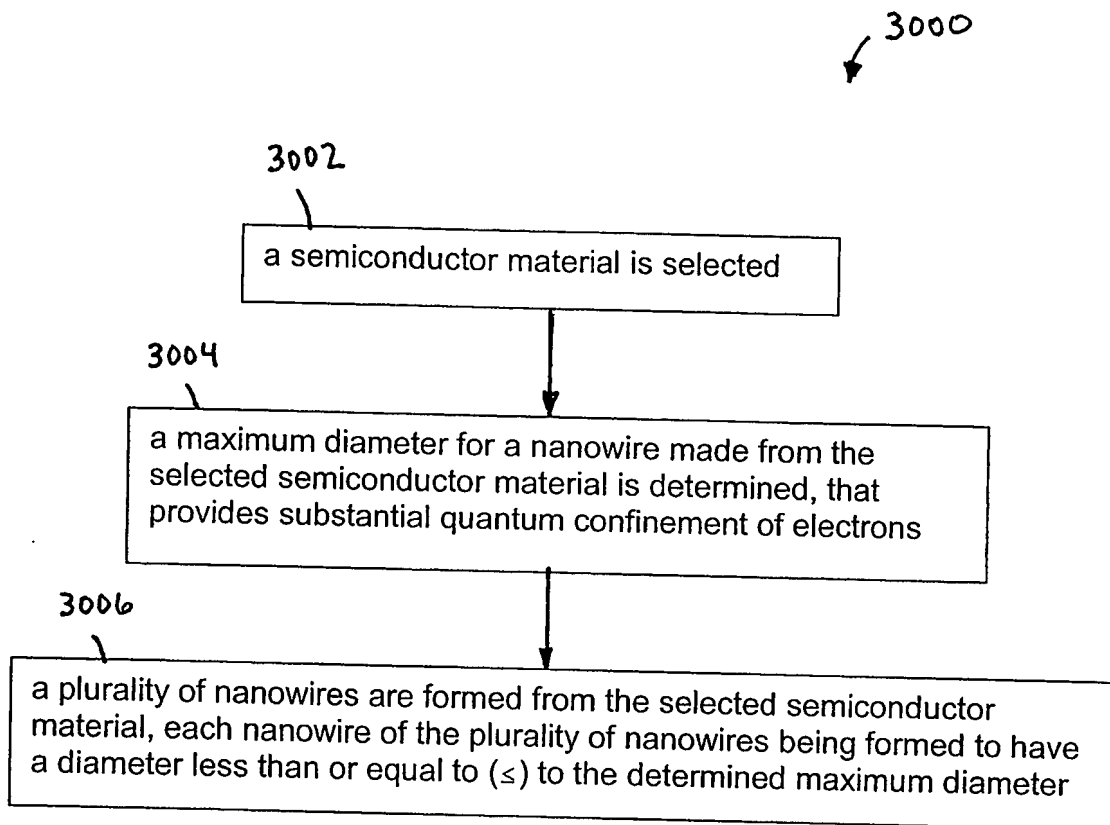 3000
3002
a semiconductor material is selected
3004
a maximum diameter for a nanowire made from the
selected semiconductor material is determined, that
provides substantial quantum confinement of electrons
3006
a plurality of nanowires are formed from the selected semiconductor
material, each nanowire of the plurality of nanowires being formed to have
a diameter less than or equal to (≤) to the determined maximum diameter